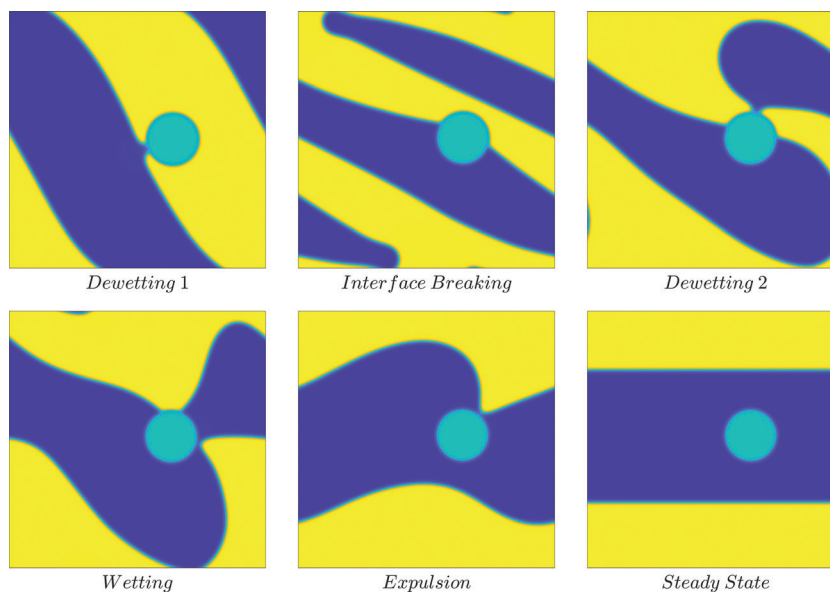 Dewetting 1
Interface Breaking
Dewetting 2
Wetting
Expulsion
Steady State